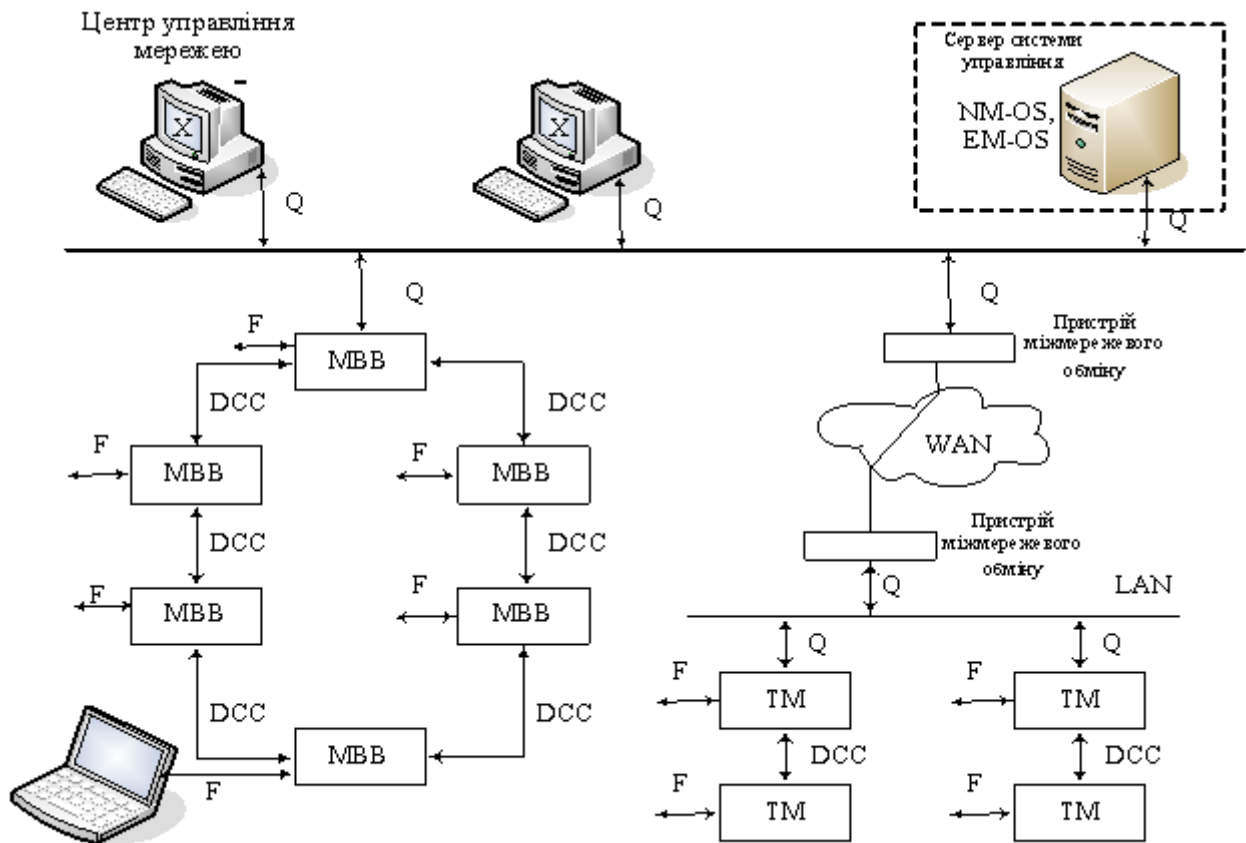 Центр управління
мережею
Сервер системи
управління
NM-OS,
EM-OS
X
X
Q
Q
Q
Q
Q
F
МВВ
Пристрій
міжмережевого
обміну
DCC
DCC
F
МВВ
F
МВВ
WAN
DCC
DCC
Пристрій
міжмережевого
обміну
F
МВВ
F
МВВ
Q
LAN
Q
Q
DCC
DCC
F
ТМ
F
ТМ
МВВ
F
DCC
DCC
F
ТМ
F
ТМ